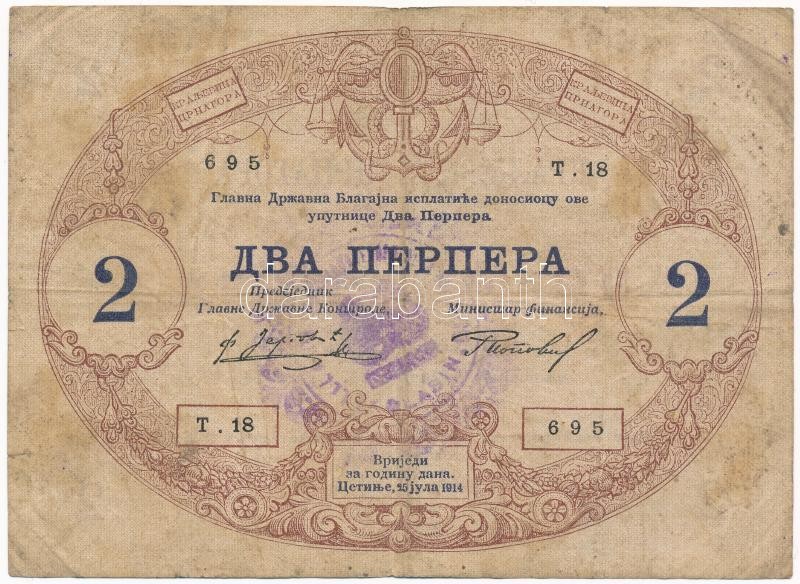 КРАЉЕВИНА
ЦРНАГОРА
КРАЉЕВИНА
ЦРНАГОРА
695
Т.18
Главна Државна Благајна исплатиће доносиоцу ове
упутнице Два Перпера
2
ДВА ПЕРПЕРА
2
darabanth
Предсједник
Главне Државне Контроле,
Министар финансија,
Т.18
695
Вриједи
за годину дана.
Цетиње, 25 јула 1914